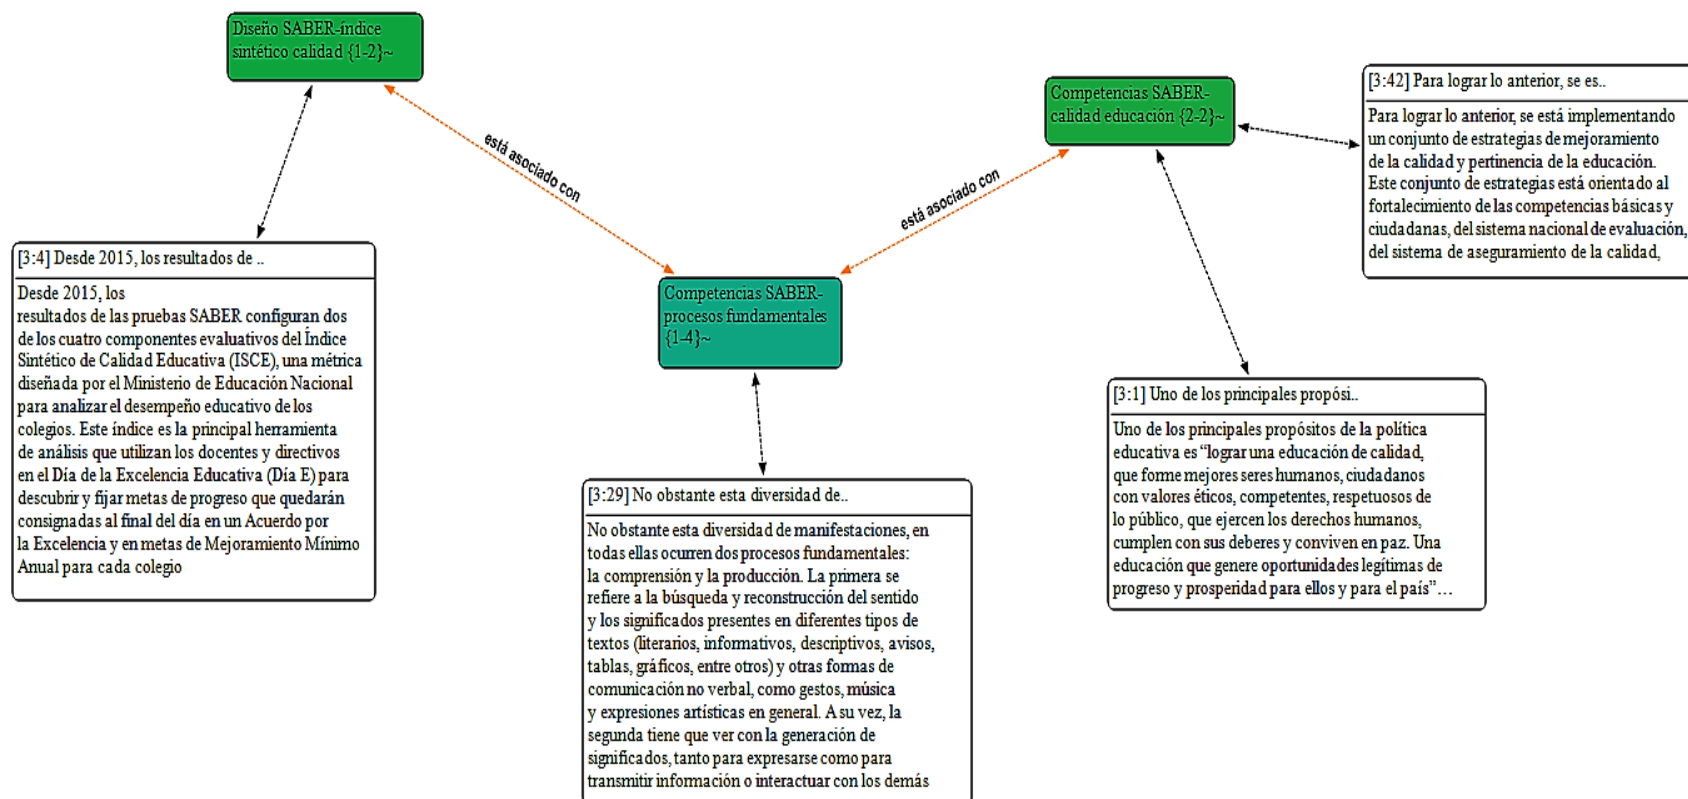 Diseño SABER-índice
sintético calidad {1-2}~
Competencias SABER-
calidad educación {2-2}~
[3:42] Para lograr lo anterior, se es..
Para lograr lo anterior, se está implementando
un conjunto de estrategias de mejoramiento
de la calidad y pertinencia de la educación.
Este conjunto de estrategias está orientado al
fortalecimiento de las competencias básicas y
ciudadanas, del sistema nacional de evaluación,
del sistema de aseguramiento de la calidad,
está asociado con
está asociado con
[3:4] Desde 2015, los resultados de ..
Desde 2015, los
resultados de las pruebas SABER configuran dos
de los cuatro componentes evaluativos del Índice
Sintético de Calidad Educativa (ISCE), una métrica
diseñada por el Ministerio de Educación Nacional
para analizar el desempeño educativo de los
colegios. Este índice es la principal herramienta
de análisis que utilizan los docentes y directivos
en el Día de la Excelencia Educativa (Día E) para
descubrir y fijar metas de progreso que quedarán
consignadas al final del día en un Acuerdo por
la Excelencia y en metas de Mejoramiento Mínimo
Anual para cada colegio
Competencias SABER-
procesos fundamentales
{1-4}~
[3:1] Uno de los principales propósi..
Uno de los principales propósitos de la política
educativa es “lograr una educación de calidad,
que forme mejores seres humanos, ciudadanos
con valores éticos, competentes, respetuosos de
lo público, que ejercen los derechos humanos,
cumplen con sus deberes y conviven en paz. Una
educación que genere oportunidades legítimas de
progreso y prosperidad para ellos y para el país”…
[3:29] No obstante esta diversidad de..
No obstante esta diversidad de manifestaciones, en
todas ellas ocurren dos procesos fundamentales:
la comprensión y la producción. La primera se
refiere a la búsqueda y reconstrucción del sentido
y los significados presentes en diferentes tipos de
textos (literarios, informativos, descriptivos, avisos,
tablas, gráficos, entre otros) y otras formas de
comunicación no verbal, como gestos, música
y expresiones artísticas en general. A su vez, la
segunda tiene que ver con la generación de
significados, tanto para expresarse como para
transmitir información o interactuar con los demás